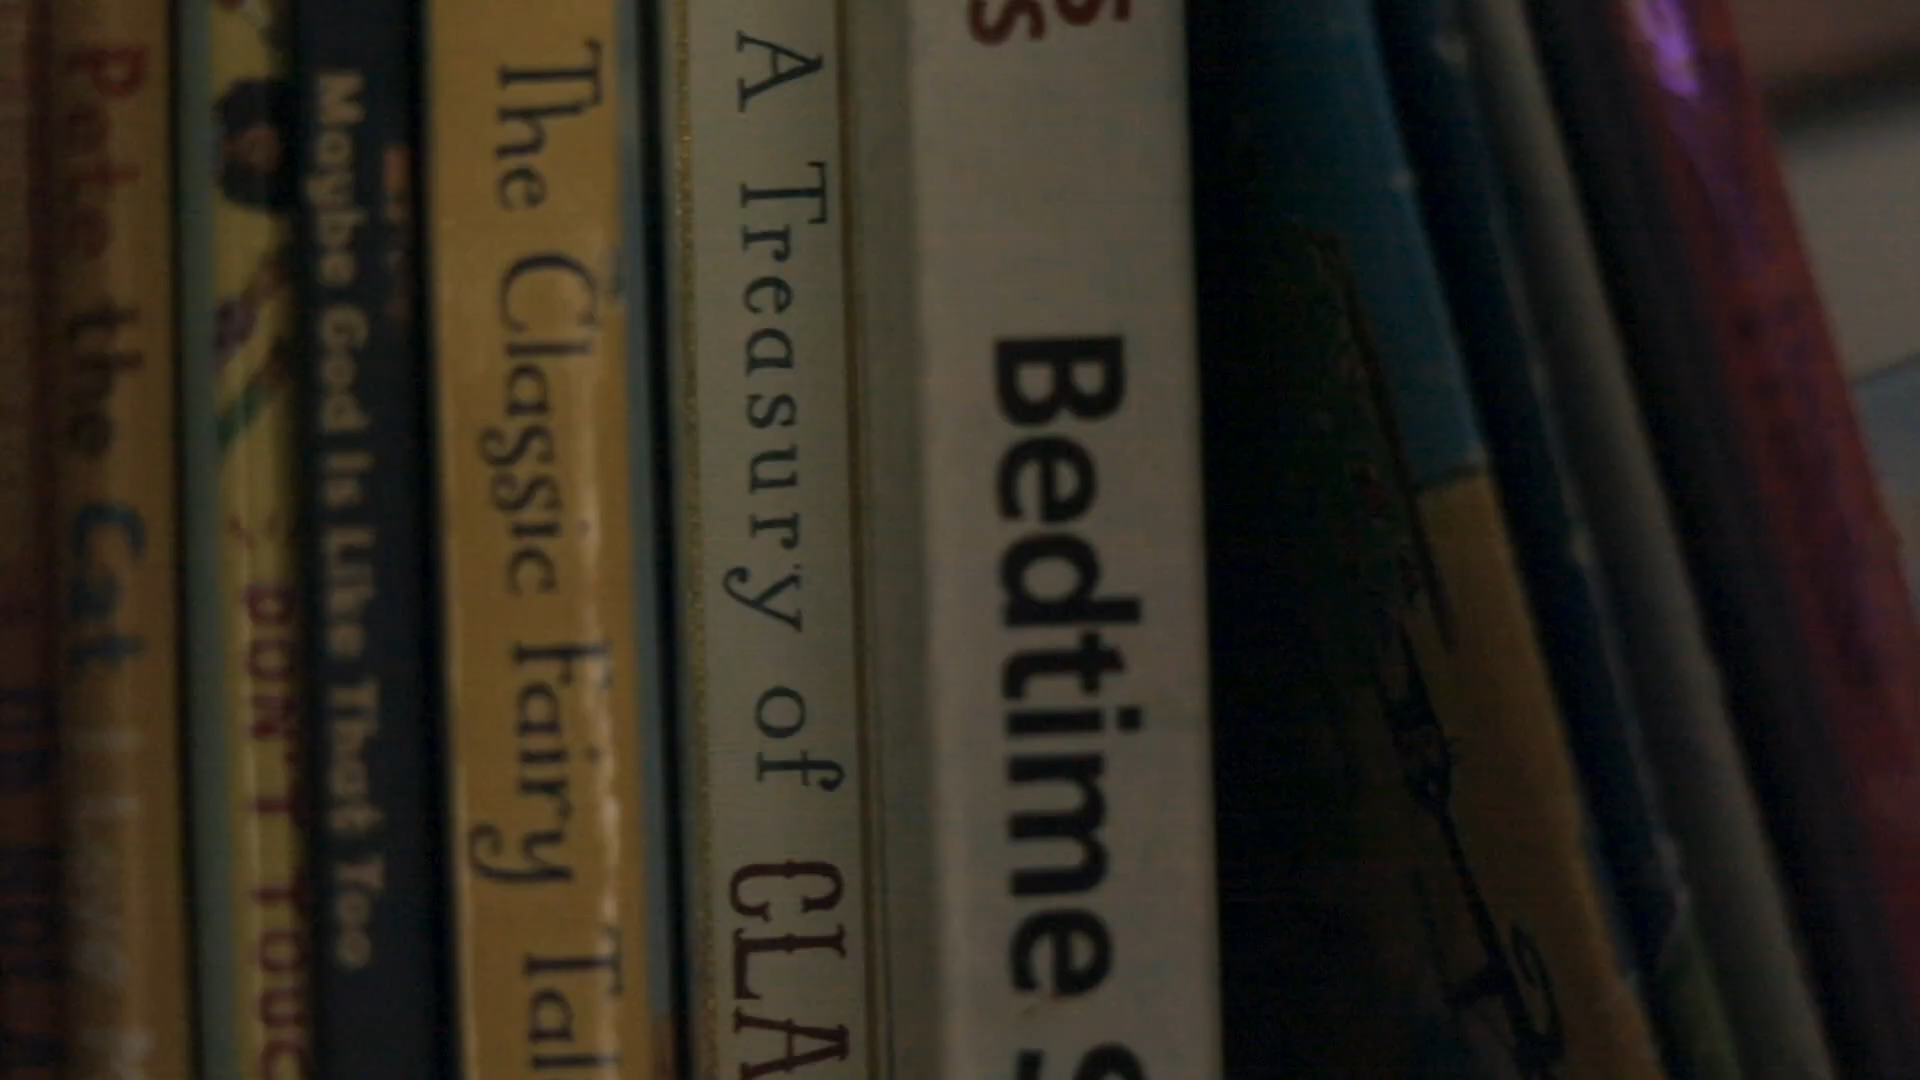 Pete the Cat
DON'T TOUC
Maybe God Is Like That Too
The Classic Fairy Tal
A Treasury of CLA
s
s
Bedtime S